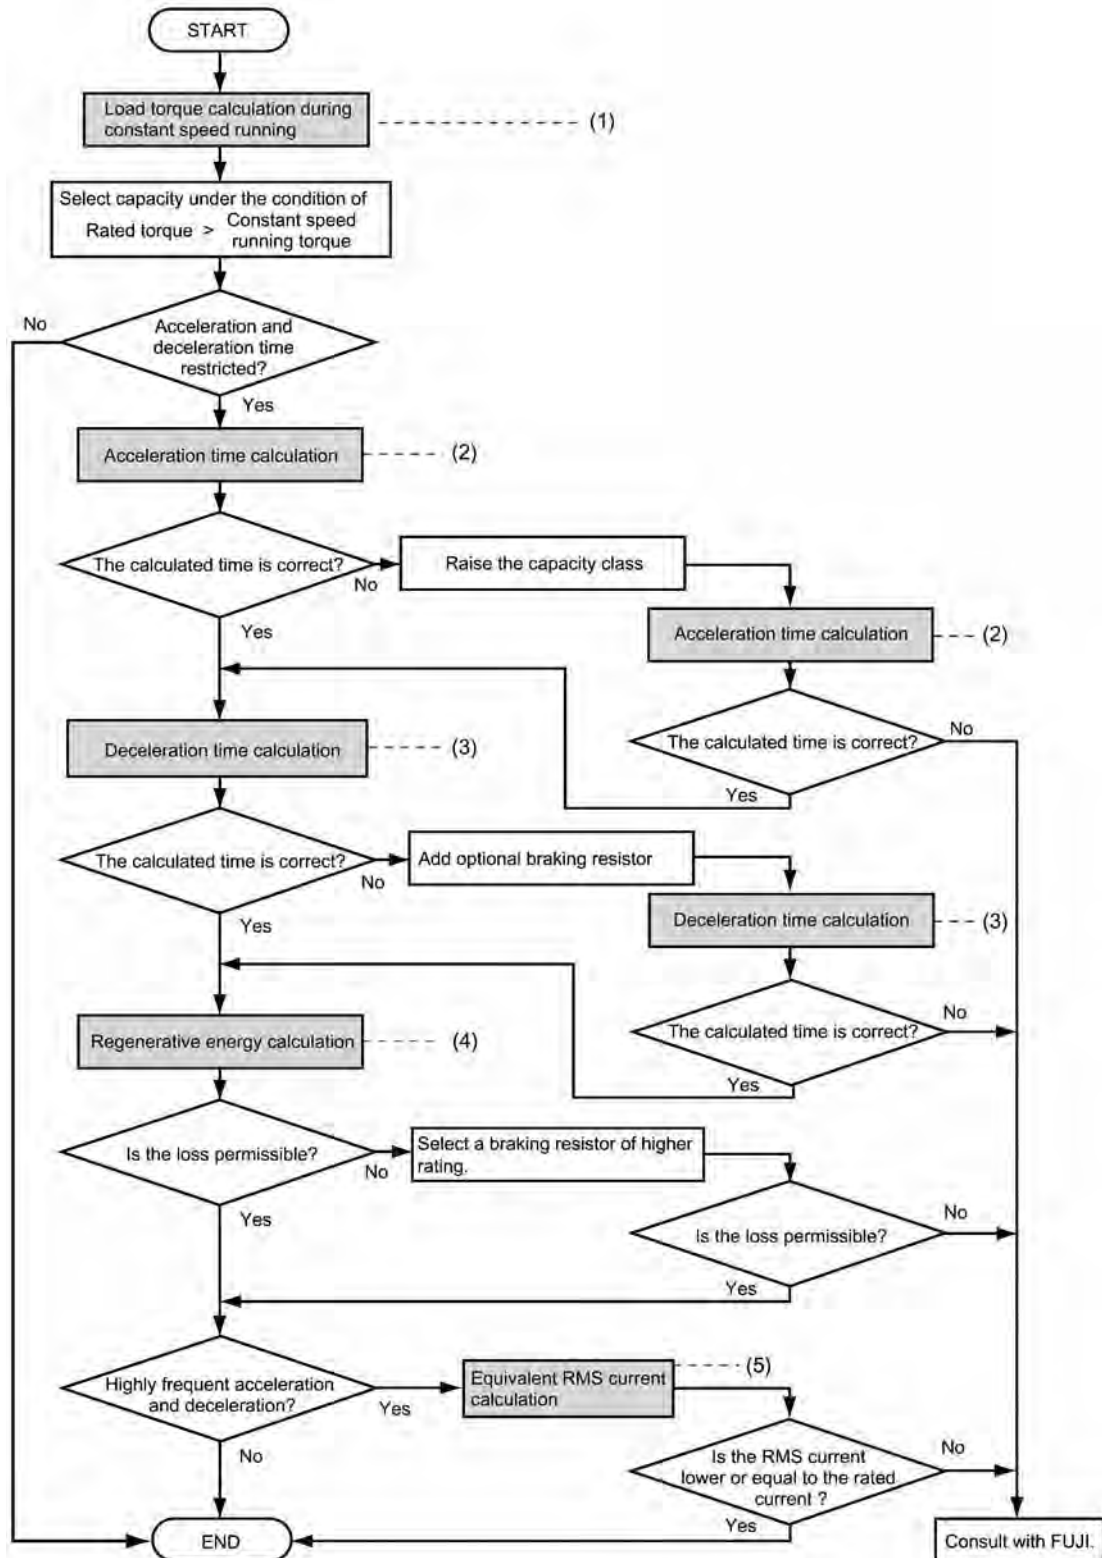 START
Load torque calculation during
constant speed running
(1)
Select capacity under the condition of
Rated torque > Constant speed
running torque
No
Acceleration and
deceleration time
restricted?
Yes
Acceleration time calculation
(2)
The calculated time is correct?
No
Raise the capacity class
Yes
Acceleration time calculation
(2)
The calculated time is correct?
No
Yes
Deceleration time calculation
(3)
The calculated time is correct?
No
Add optional braking resistor
Yes
Deceleration time calculation
(3)
The calculated time is correct?
No
Yes
Regenerative energy calculation
(4)
Is the loss permissible?
No
Select a braking resistor of higher
rating.
Yes
Is the loss permissible?
No
Yes
Highly frequent acceleration
and deceleration?
Yes
Equivalent RMS current
calculation
(5)
No
Is the RMS current
lower or equal to the rated
current ?
No
Yes
END
Consult with FUJI.